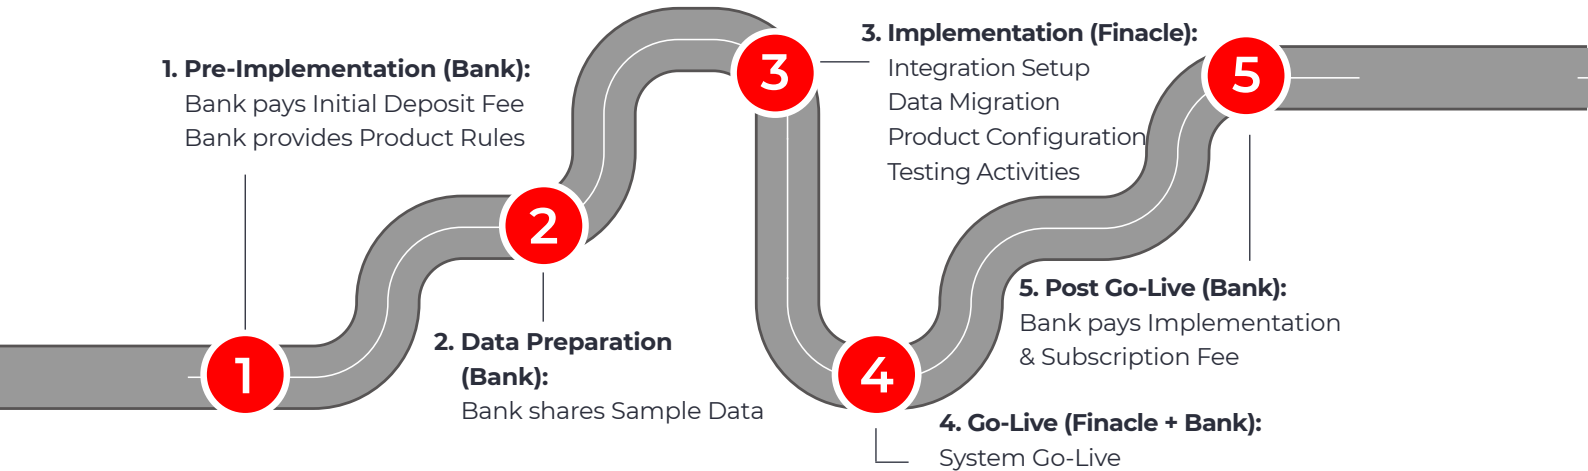 1. Pre-Implementation (Bank):
Bank pays Initial Deposit Fee
Bank provides Product Rules
1
2
2. Data Preparation
(Bank):
Bank shares Sample Data
3
3. Implementation (Finacle):
Integration Setup
Data Migration
Product Configuration
Testing Activities
4
4. Go-Live (Finacle + Bank):
System Go-Live
5
5. Post Go-Live (Bank):
Bank pays Implementation
& Subscription Fee